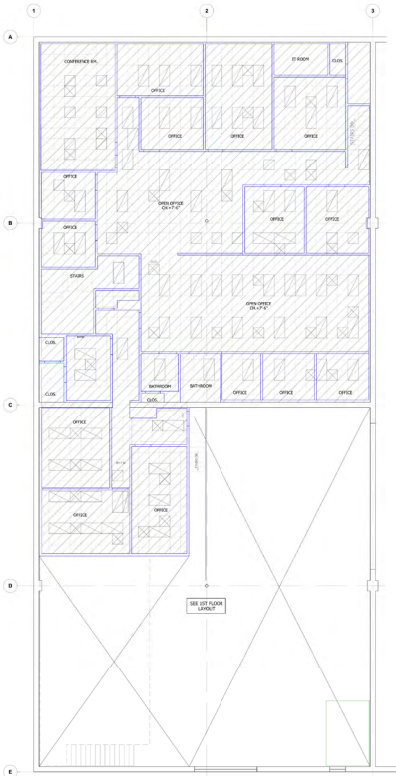 1
2
3
A
CONFERENCE RM.
IT ROOM
CLOS.
OFFICE
OFFICE
OFFICE
OFFICE
OFFICE
OPEN OFFICE
CH.=7'-6"
B
OFFICE
OFFICE
OFFICE
STAIRS
OPEN OFFICE
CH.=7'-6"
CLOS.
CLOS.
BATHROOM
BATHROOM
OFFICE
OFFICE
OFFICE
CLOS.
C
OFFICE
OFFICE
OFFICE
D
SEE 1ST FLOOR
LAYOUT
E